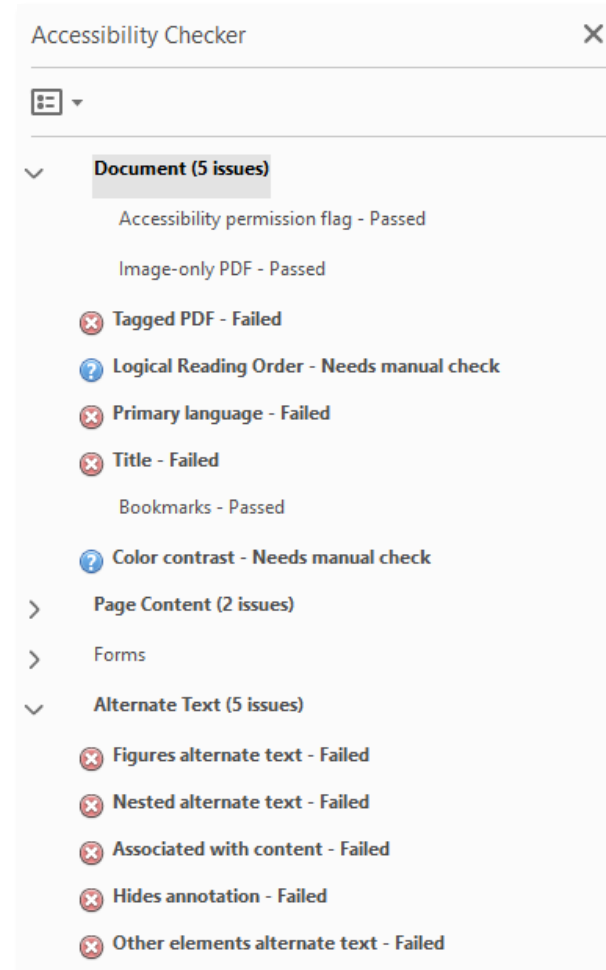 Accessibility Checker
Document (5 issues)
Accessibility permission flag - Passed
Image-only PDF - Passed
Tagged PDF - Failed
Logical Reading Order - Needs manual check
Primary language - Failed
Title - Failed
Bookmarks - Passed
Color contrast - Needs manual check
Page Content (2 issues)
Forms
Alternate Text (5 issues)
Figures alternate text - Failed
Nested alternate text - Failed
Associated with content - Failed
Hides annotation - Failed
Other elements alternate text - Failed